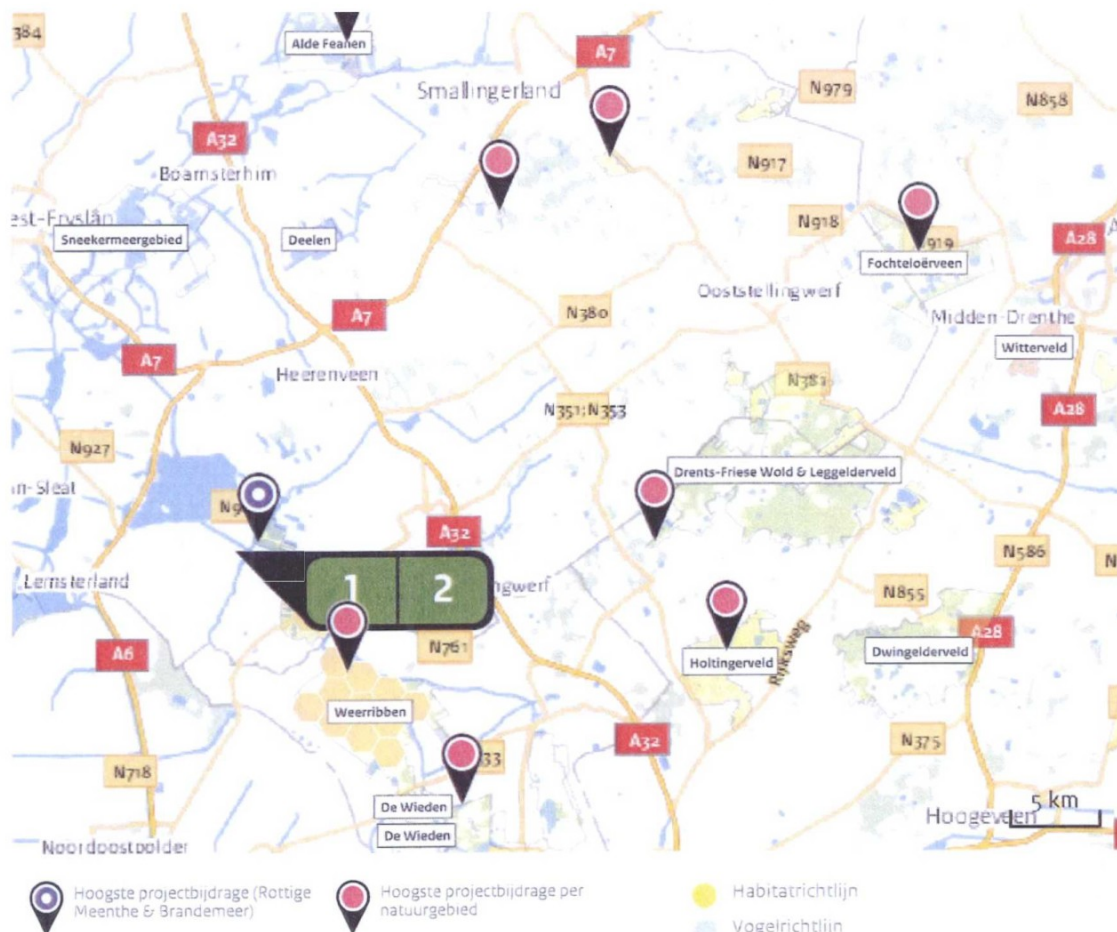 384
Alde Feanen
A7
Smallingerland
N979
N858
A32
Boarnsterhim
N917
est-Fryslân
Sneekermeergebied
Deelen
N918
919
A28
Fochteloërveen
Ooststellingwerf
A7
N380
Midden-Drenthe
Witterveld
A7
Heerenveen
N381
N351;N353
A28
N927
Drents-Friese Wold & Leggelderveld
n-Sleat
A32
N586
Lemsterland
1
2
ngwerf
N855
A6
N761
Holtingerveld
Rijksweg
Dwingelderveld
A28
Weerribben
A32
N375
N718
33
De Wieden
De Wieden
Hoogeveen
5 km
Noordoostpolder
Hoogste projectbijdrage (Rottige
Meenthe & Brandemeer)
Hoogste projectbijdrage per
natuurgebied
Habitatrichtlijn
Vogelrichtlijn